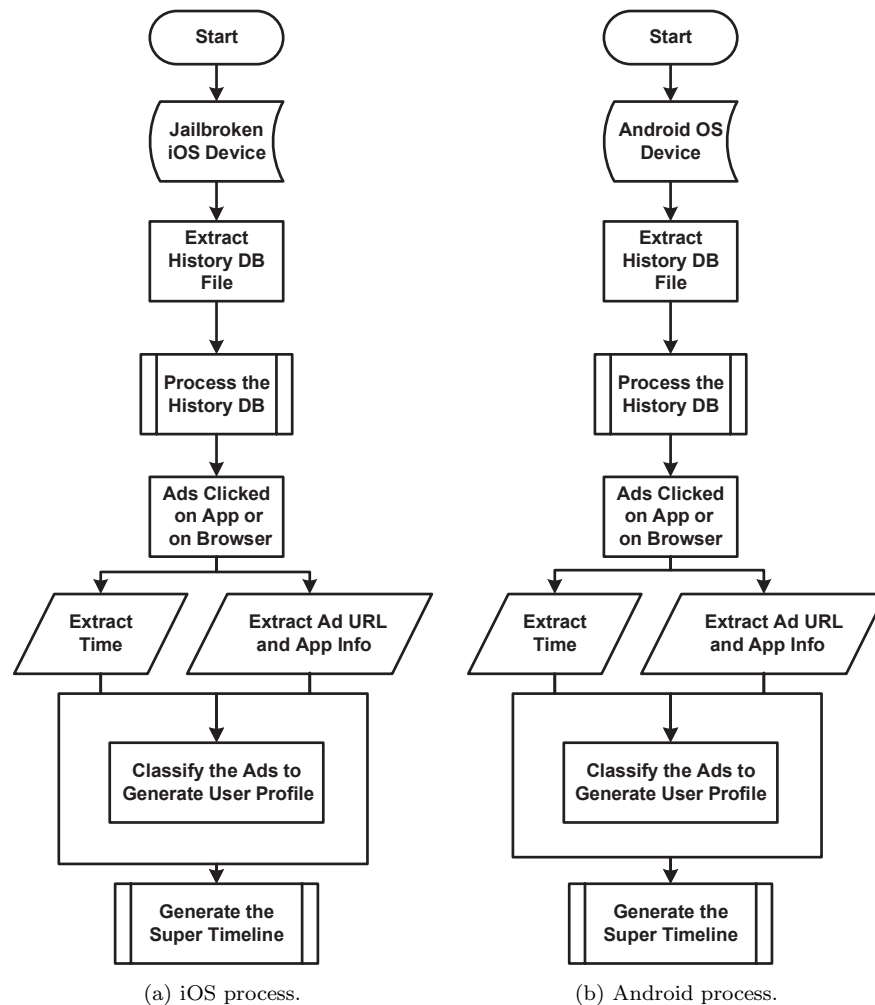 Start
Jailbroken
iOS Device
Extract
History DB
File
Process the
History DB
Ads Clicked
on App or
on Browser
Extract
Time
Extract Ad URL
and App Info
Classify the Ads to
Generate User Profile
Generate the
Super Timeline
(a) iOS process.
Start
Android OS
Device
Extract
History DB
File
Process the
History DB
Ads Clicked
on App or
on Browser
Extract
Time
Extract Ad URL
and App Info
Classify the Ads to
Generate User Profile
Generate the
Super Timeline
(b) Android process.